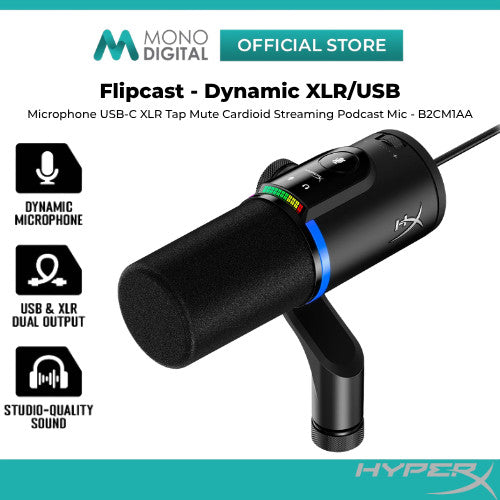 MONO
DIGITAL
OFFICIAL STORE
Flipcast - Dynamic XLR/USB
Microphone USB-C XLR Tap Mute Cardioid Streaming Podcast Mic - B2CM1AA
DYNAMIC
MICROPHONE
USB & XLR
DUAL OUTPUT
STUDIO-QUALITY
SOUND
HYPERX